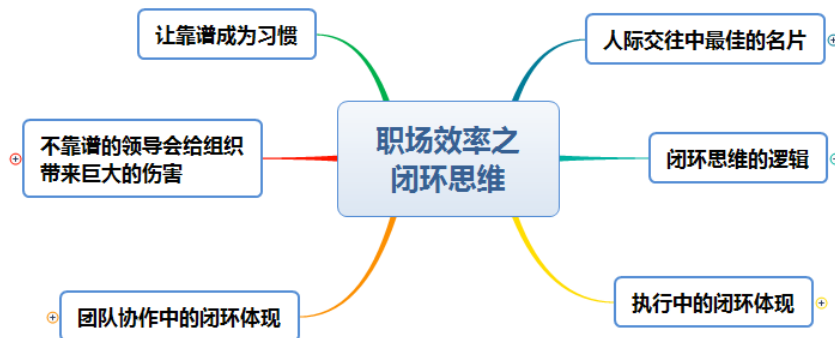 让靠谱成为习惯
人际交往中最佳的名片
职场效率之
闭环思维
不靠谱的领导会给组织
带来巨大的伤害
闭环思维的逻辑
团队协作中的闭环体现
执行中的闭环体现